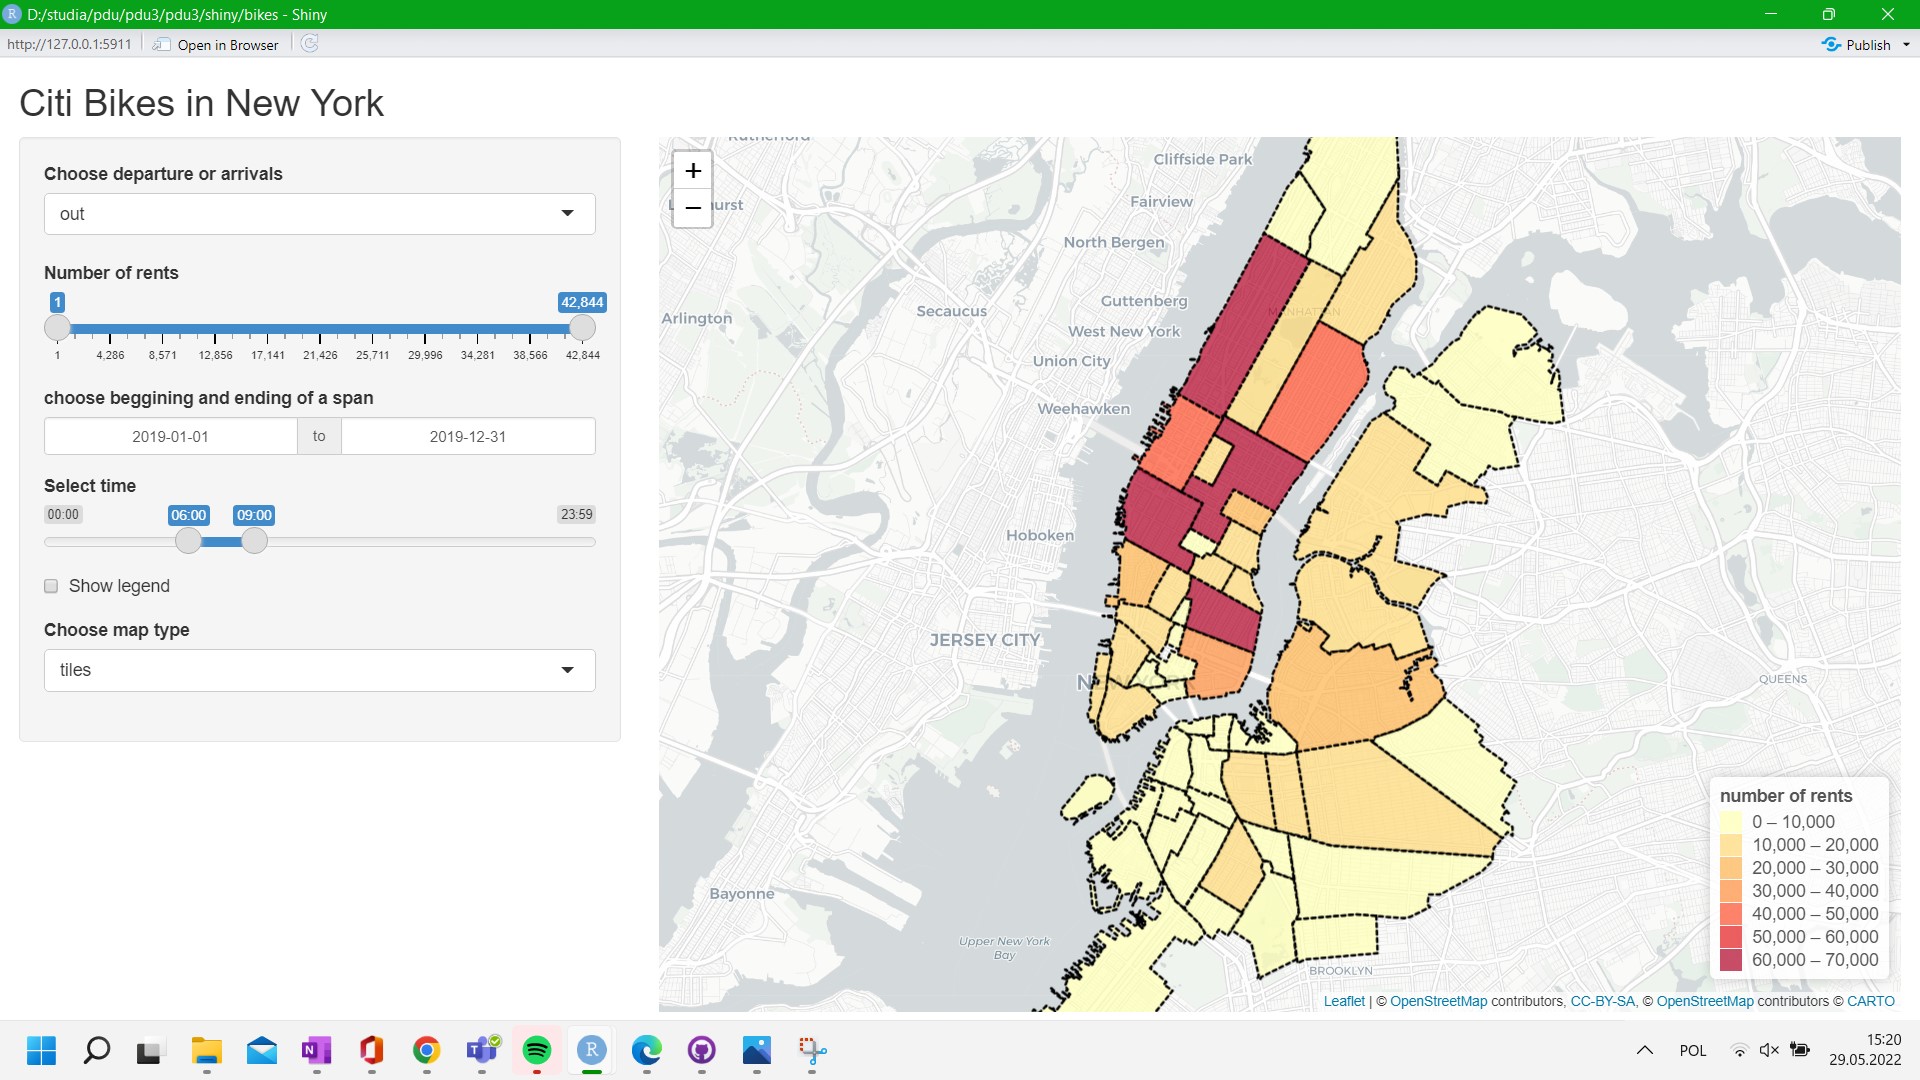 D:/studia/pdu/pdu3/pdu3/shiny/bikes - Shiny
http://127.0.0.1:5911
Open in Browser
Publish
Citi Bikes in New York
Choose departure or arrivals
out
Number of rents
1 42,844
1 4,286 8,571 12,856 17,141 21,426 25,711 29,996 34,281 38,566 42,844
choose beggining and ending of a span
2019-01-01 to 2019-12-31
Select time
00:00 06:00 09:00 23:59
Show legend
Choose map type
tiles
+
−
Cliffside Park
Fairview
North Bergen
Guttenberg
Secaucus
Arlington
West New York
MANHATTAN
Union City
Weehawken
Hoboken
JERSEY CITY
NEW YORK
QUEENS
Bayonne
Upper New York
Bay
BROOKLYN
number of rents
0 – 10,000
10,000 – 20,000
20,000 – 30,000
30,000 – 40,000
40,000 – 50,000
50,000 – 60,000
60,000 – 70,000
Leaflet | © OpenStreetMap contributors, CC-BY-SA, © OpenStreetMap contributors © CARTO
POL
15:20
29.05.2022